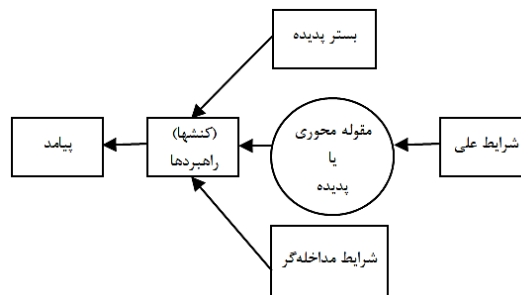 بستر پدیده
شرایط علی
مقوله محوری
یا
پدیده
(کنشها)
راهبردها
پیامد
شرایط مداخله‌گر